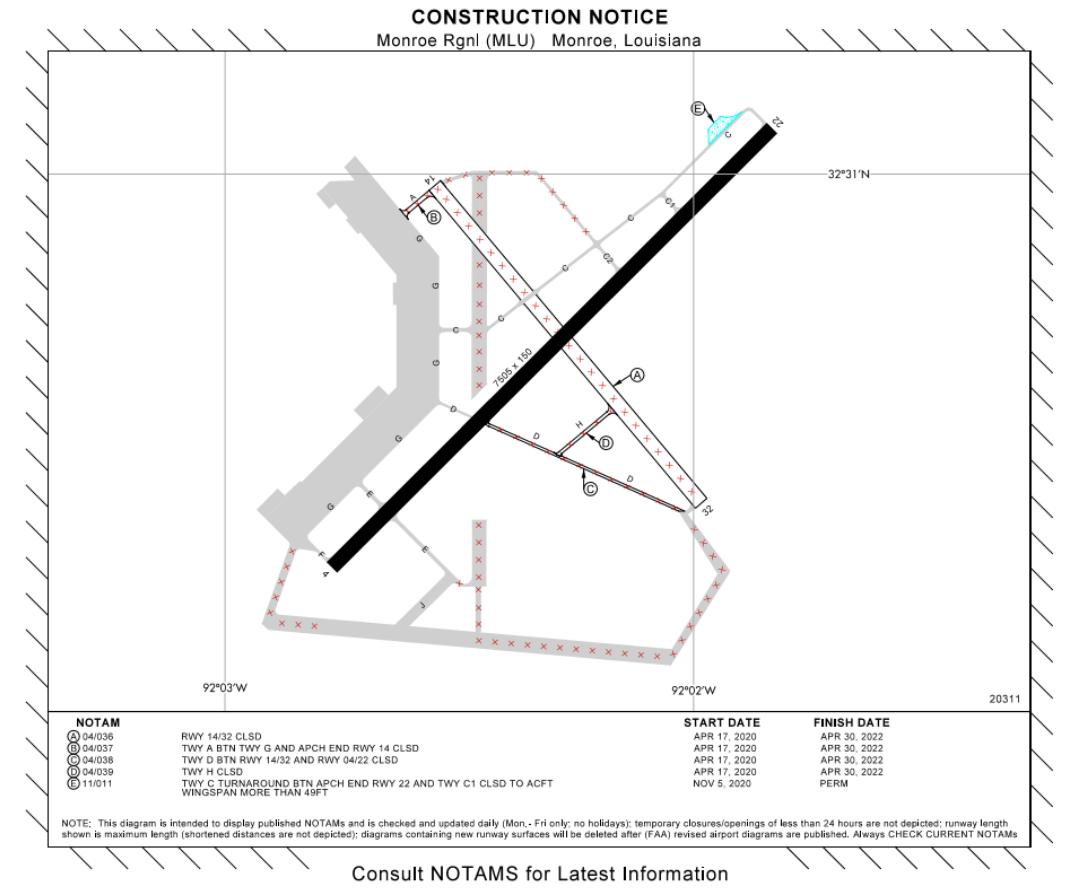 CONSTRUCTION NOTICE
Monroe Rgnl (MLU) Monroe, Louisiana
E
22
C
32°31'N
14
A
B
C1
C
G
C2
C
G
C
C
G
7505 x 150
A
D
H
D
G
D
D
C
E
G
32
E
F
4
J
92°03'W
92°02'W
20311
NOTAM START DATE FINISH DATE
A 04/036 RWY 14/32 CLSD APR 17, 2020 APR 30, 2022
B 04/037 TWY A BTN TWY G AND APCH END RWY 14 CLSD APR 17, 2020 APR 30, 2022
C 04/038 TWY D BTN RWY 14/32 AND RWY 04/22 CLSD APR 17, 2020 APR 30, 2022
D 04/039 TWY H CLSD APR 17, 2020 APR 30, 2022
E 11/011 TWY C TURNAROUND BTN APCH END RWY 22 AND TWY C1 CLSD TO ACFT NOV 5, 2020 PERM
WINGSPAN MORE THAN 49FT
NOTE: This diagram is intended to display published NOTAMs and is checked and updated daily (Mon.- Fri only; no holidays); temporary closures/openings of less than 24 hours are not depicted; runway length
shown is maximum length (shortened distances are not depicted); diagrams containing new runway surfaces will be deleted after (FAA) revised airport diagrams are published. Always CHECK CURRENT NOTAMs
Consult NOTAMS for Latest Information